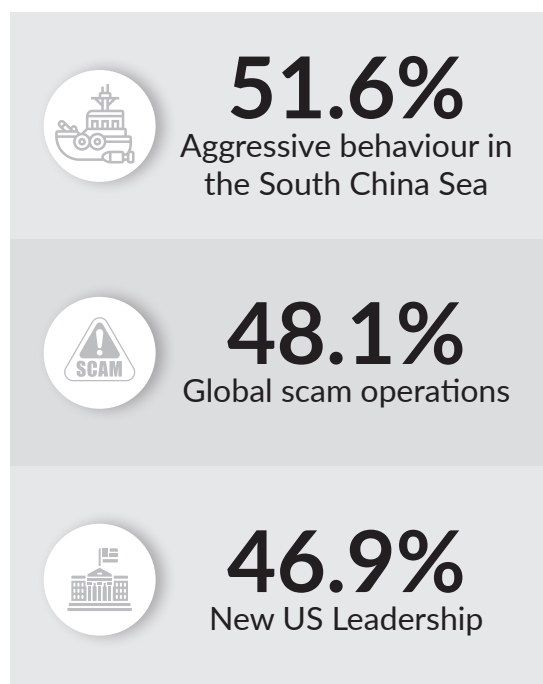 51.6%
Aggressive behaviour in
the South China Sea
SCAM
48.1%
Global scam operations
46.9%
New US Leadership